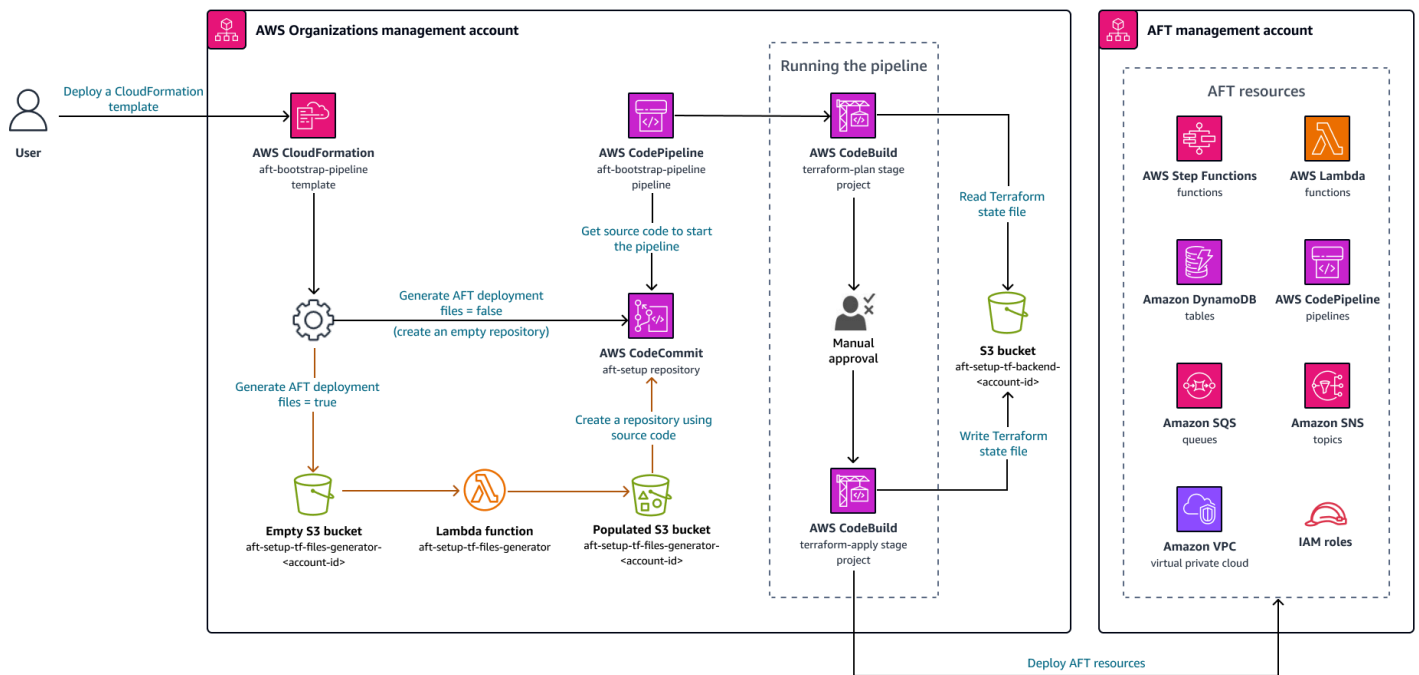 AWS Organizations management account
AFT management account
Deploy a CloudFormation
template
User
AWS CloudFormation
aft-bootstrap-pipeline
template
AWS CodePipeline
aft-bootstrap-pipeline
pipeline
Running the pipeline
AWS CodeBuild
terraform-plan stage
project
Read Terraform
state file
Get source code to start
the pipeline
Generate AFT deployment
files = false
(create an empty repository)
AWS CodeCommit
aft-setup repository
Manual
approval
S3 bucket
aft-setup-tf-backend-
<account-id>
Generate AFT deployment
files = true
Create a repository using
source code
Write Terraform
state file
Empty S3 bucket
aft-setup-tf-files-generator-
<account-id>
Lambda function
aft-setup-tf-files-generator
Populated S3 bucket
aft-setup-tf-files-generator-
<account-id>
AWS CodeBuild
terraform-apply stage
project
Deploy AFT resources
AFT resources
AWS Step Functions
functions
AWS Lambda
functions
Amazon DynamoDB
tables
AWS CodePipeline
pipelines
Amazon SQS
queues
Amazon SNS
topics
Amazon VPC
virtual private cloud
IAM roles